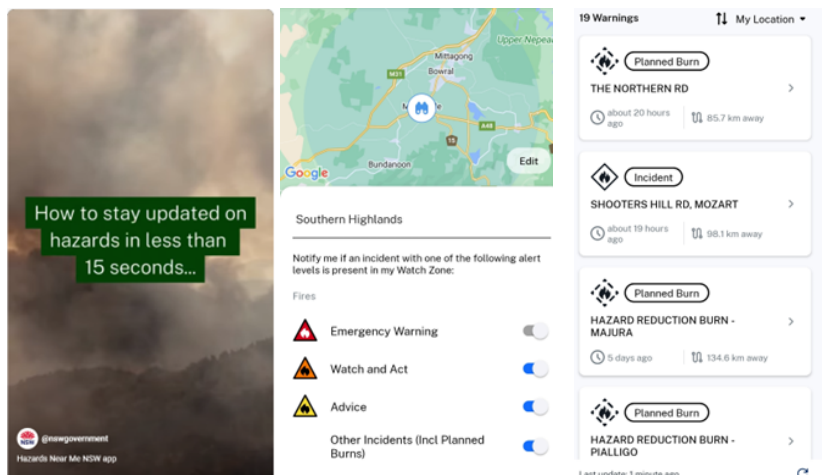 How to stay updated on
hazards in less than
15 seconds...
NSW
@nswgovernment
Hazards Near Me NSW app
Upper Nepea
Mittagong
M31
Bowral
A48
15
Bundanoon
Google
Edit
Southern Highlands
Notify me if an incident with one of the following alert
levels is present in my Watch Zone:
Fires
Emergency Warning
Watch and Act
Advice
Other Incidents (Incl Planned
Burns)
19 Warnings
My Location
Planned Burn
THE NORTHERN RD
about 20 hours
ago
85.7 km away
Incident
SHOOTERS HILL RD, MOZART
about 19 hours
ago
98.1 km away
Planned Burn
HAZARD REDUCTION BURN -
MAJURA
5 days ago
134.6 km away
Planned Burn
HAZARD REDUCTION BURN -
PIALLIGO
Last update: 1 minute ago